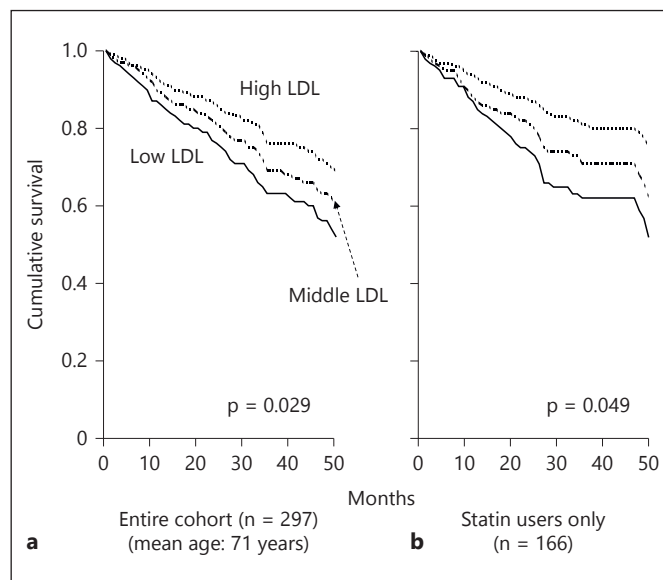 1.0
0.8
0.6
0.4
0.2
0
Cumulative survival
High LDL
Low LDL
Middle LDL
p = 0.029
0 10 20 30 40 50
p = 0.049
0 10 20 30 40 50
Months
a
Entire cohort (n = 297)
(mean age: 71 years)
b
Statin users only
(n = 166)